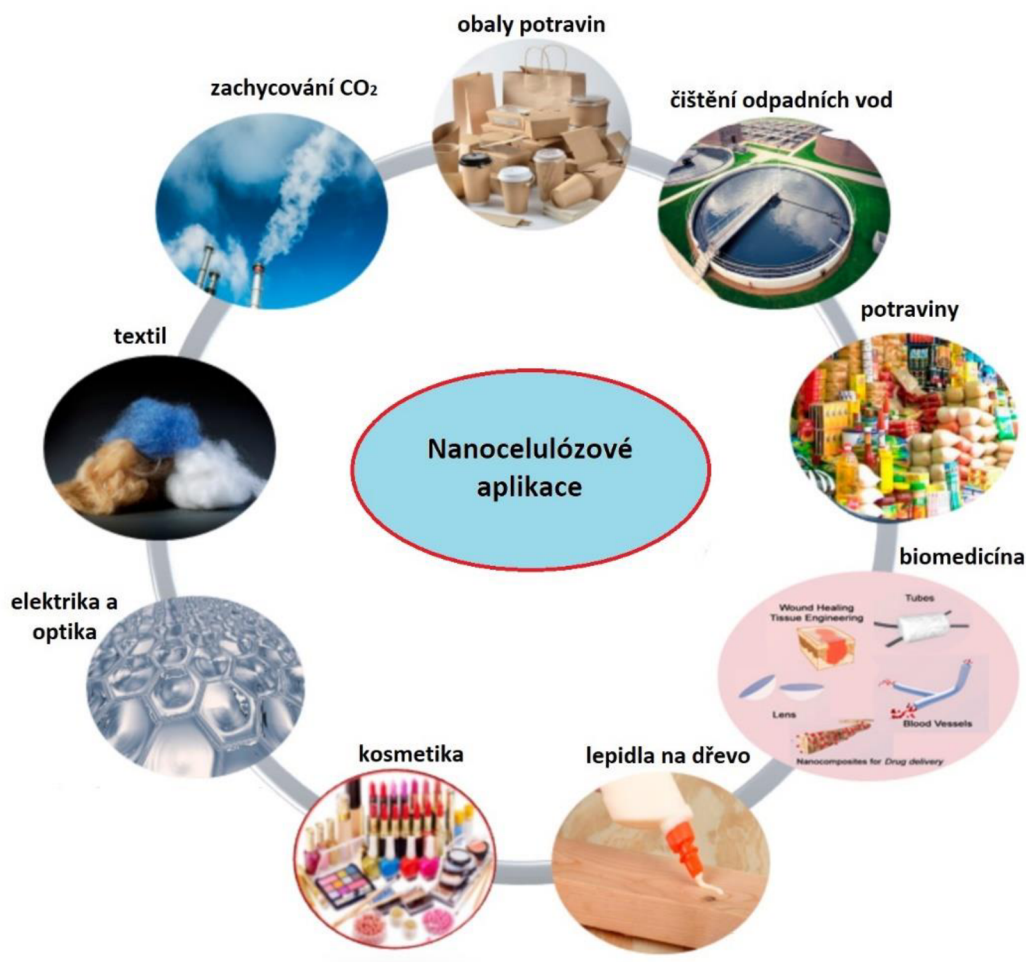 obaly potravin
zachycování CO₂
čištění odpadních vod
textil
potraviny
Nanocelulózové
aplikace
biomedicína
Wound Healing
Tissue Engineering
Tubes
Lens
Blood Vessels
Nanocomposites for Drug delivery
elektrika a
optika
kosmetika
lepidla na dřevo